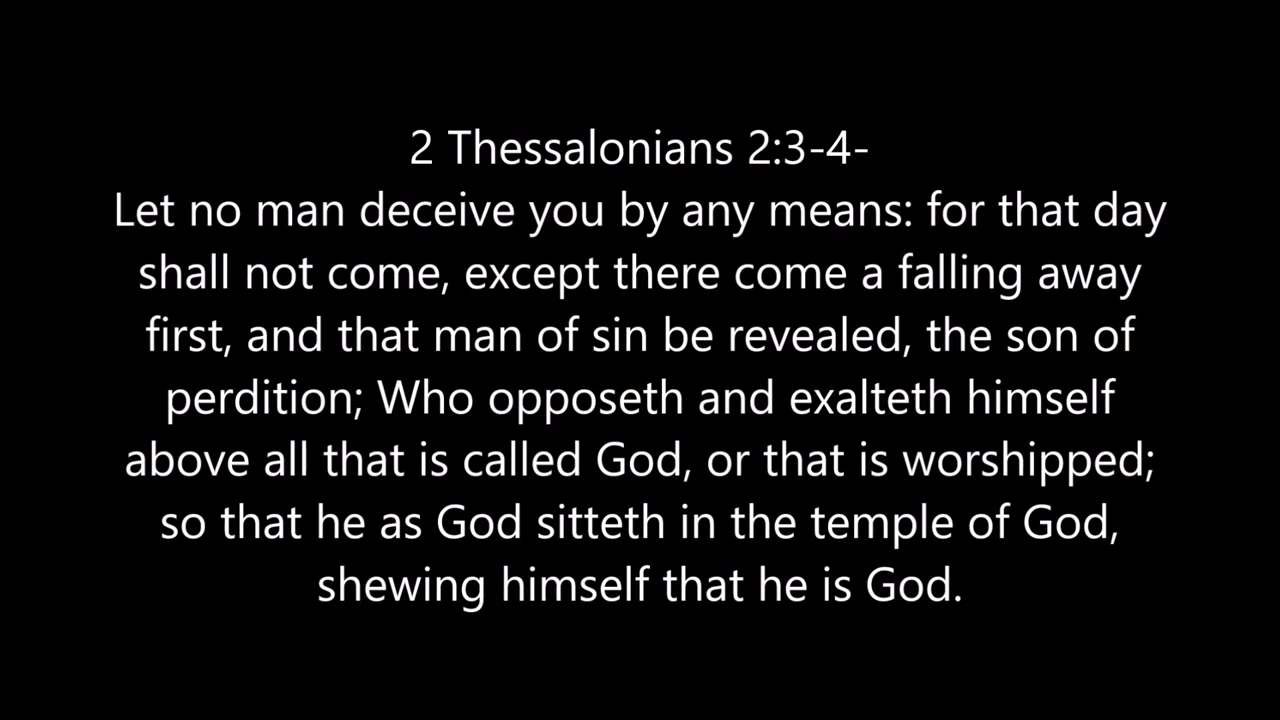 2 Thessalonians 2:3-4-
Let no man deceive you by any means: for that day
shall not come, except there come a falling away
first, and that man of sin be revealed, the son of
perdition; Who opposeth and exalteth himself
above all that is called God, or that is worshipped;
so that he as God sitteth in the temple of God,
shewing himself that he is God.